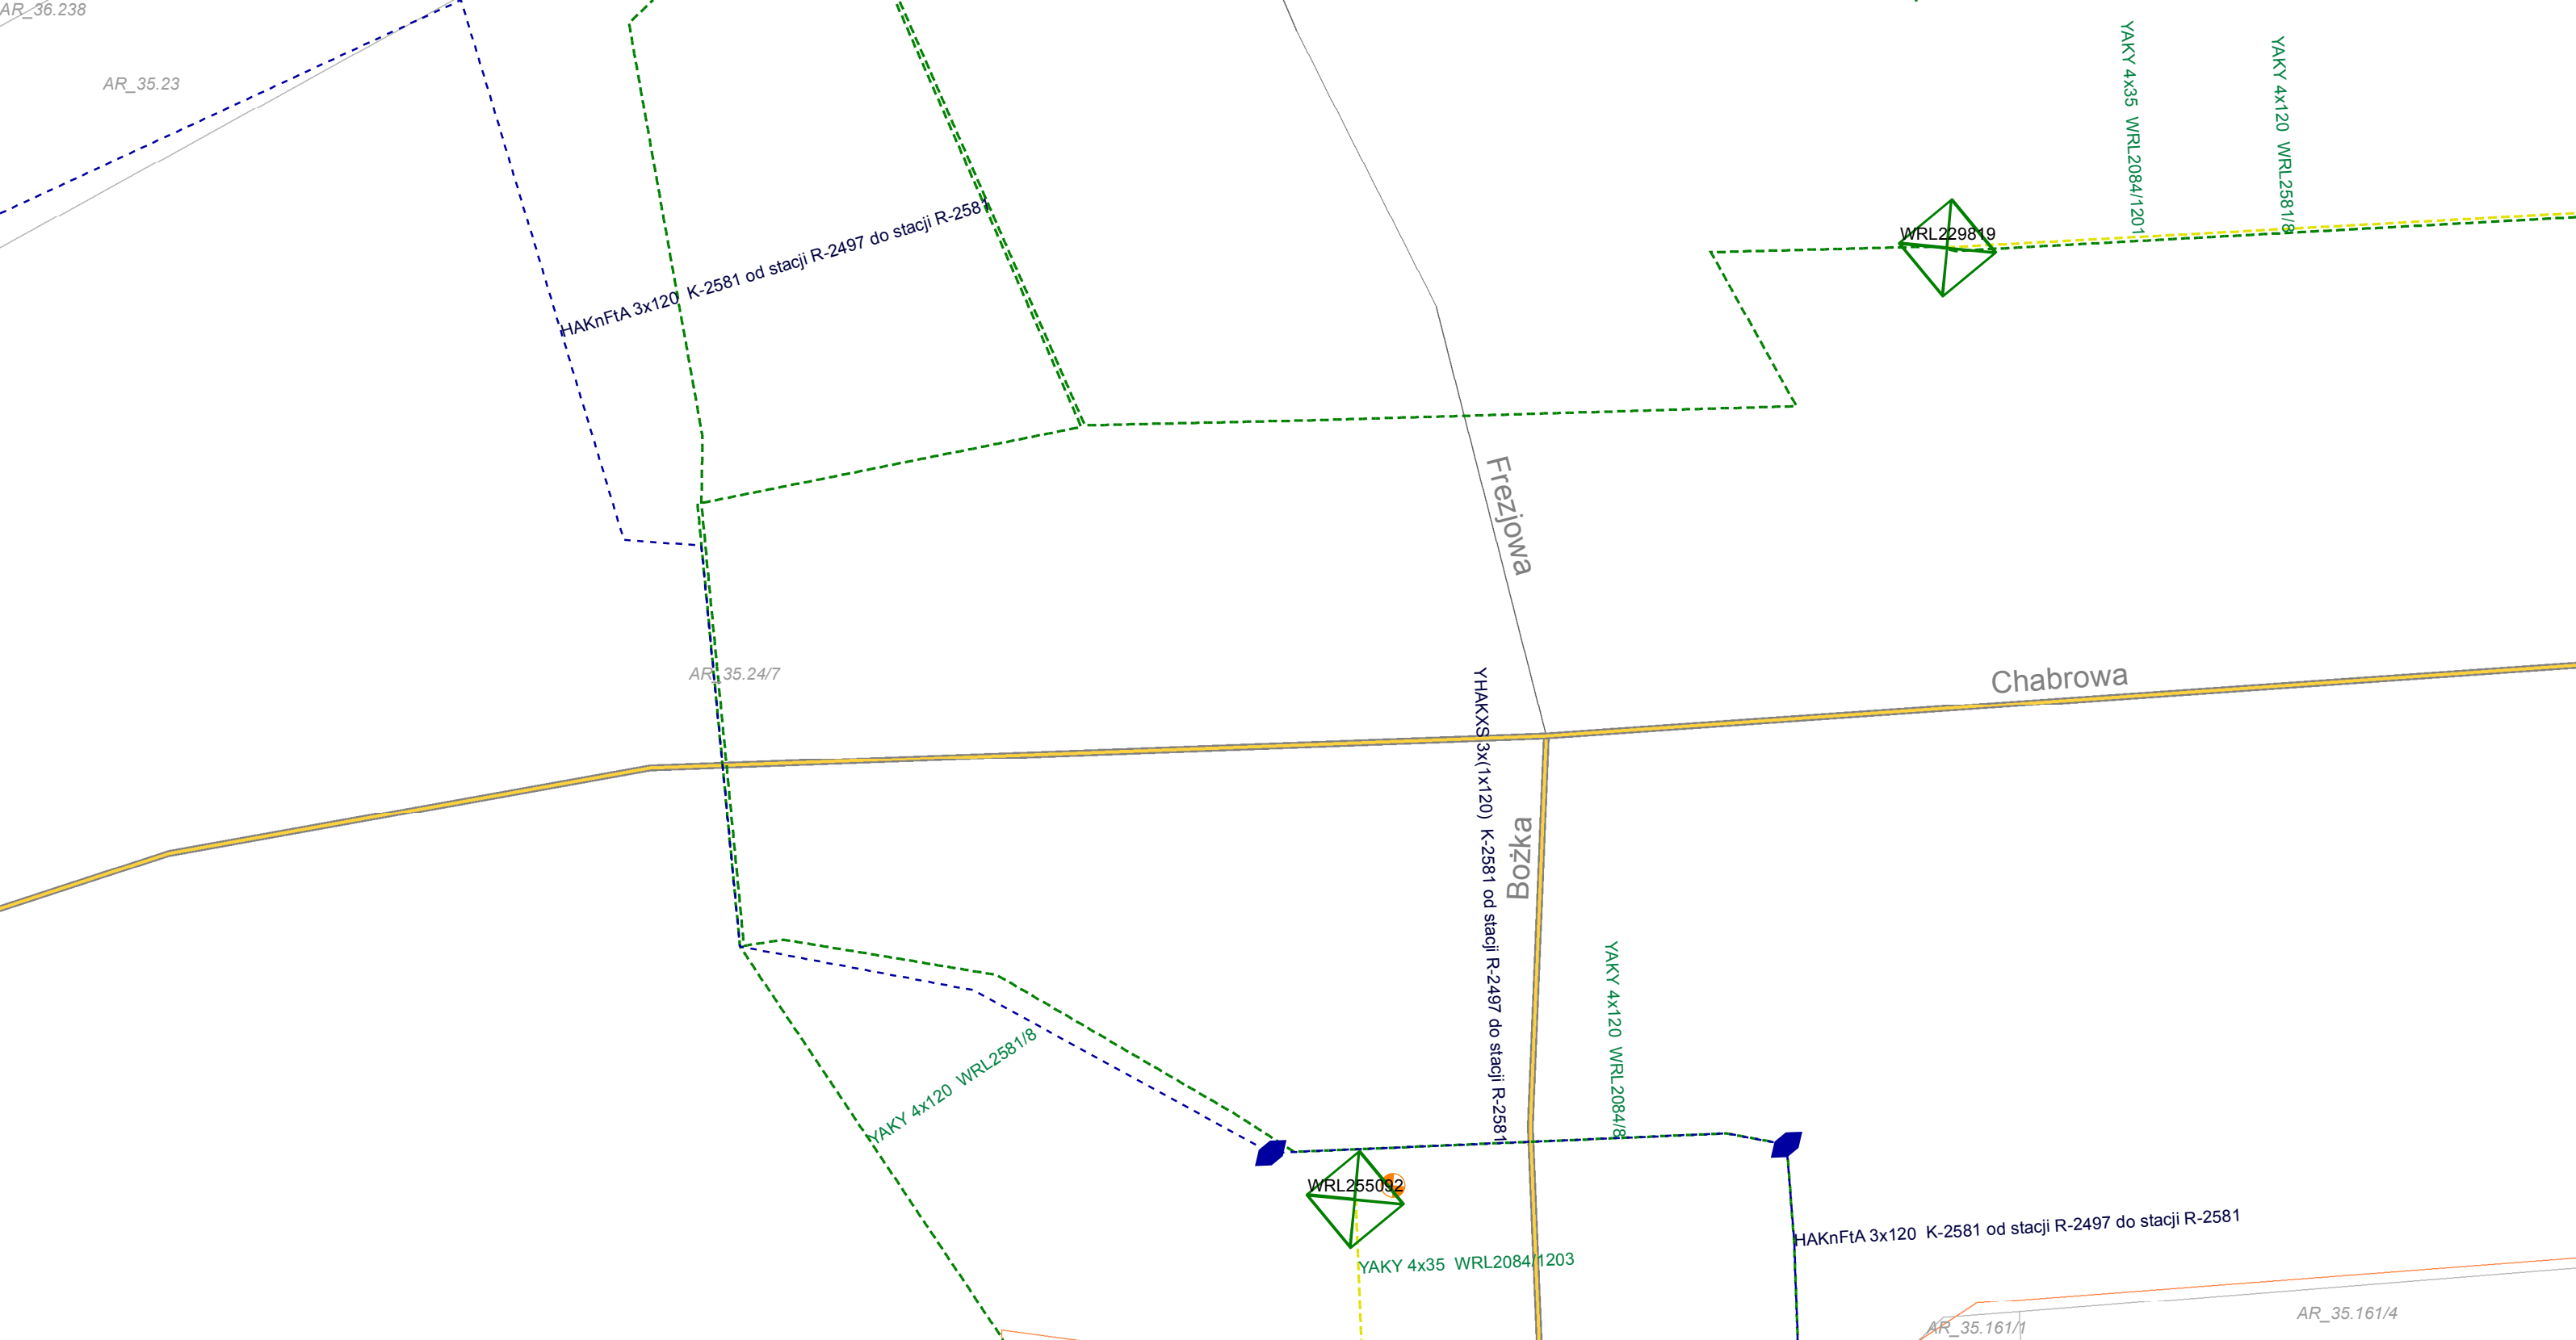 AR_36.238
AR_35.23
YAKY 4x35 WRL2084/1201
YAKY 4x120 WRL2581/8
HAKnFtA 3x120 K-2581 od stacji R-2497 do stacji R-2581
WRL229819
Frezjowa
AR_35.24/7
Chabrowa
YHAKXS 3x(1x120) K-2581 od stacji R-2497 do stacji R-2581
Bożka
YAKY 4x120 WRL2084/8
YAKY 4x120 WRL2581/8
WRL255092
HAKnFtA 3x120 K-2581 od stacji R-2497 do stacji R-2581
YAKY 4x35 WRL2084/1203
AR_35.161/4
AR_35.161/1